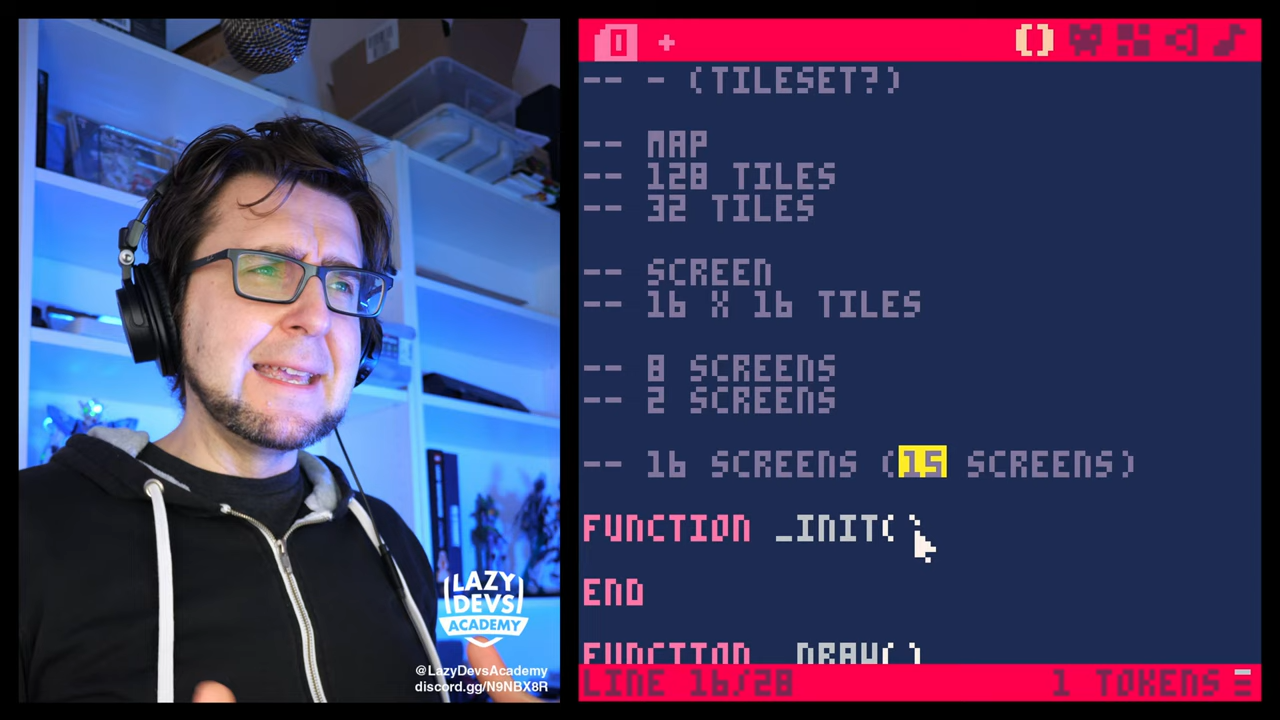 LAZY
DEVS
ACADEMY
@LazyDevsAcademy
discord.gg/N9NBX8R
-- - (TILESET?)
-- MAP
-- 128 TILES
-- 32 TILES
-- SCREEN
-- 16 X 16 TILES
-- 8 SCREENS
-- 2 SCREENS
-- 16 SCREENS (15 SCREENS)
FUNCTION _INIT()
END
FUNCTION _DRAW()
LINE 16/28
1 TOKENS